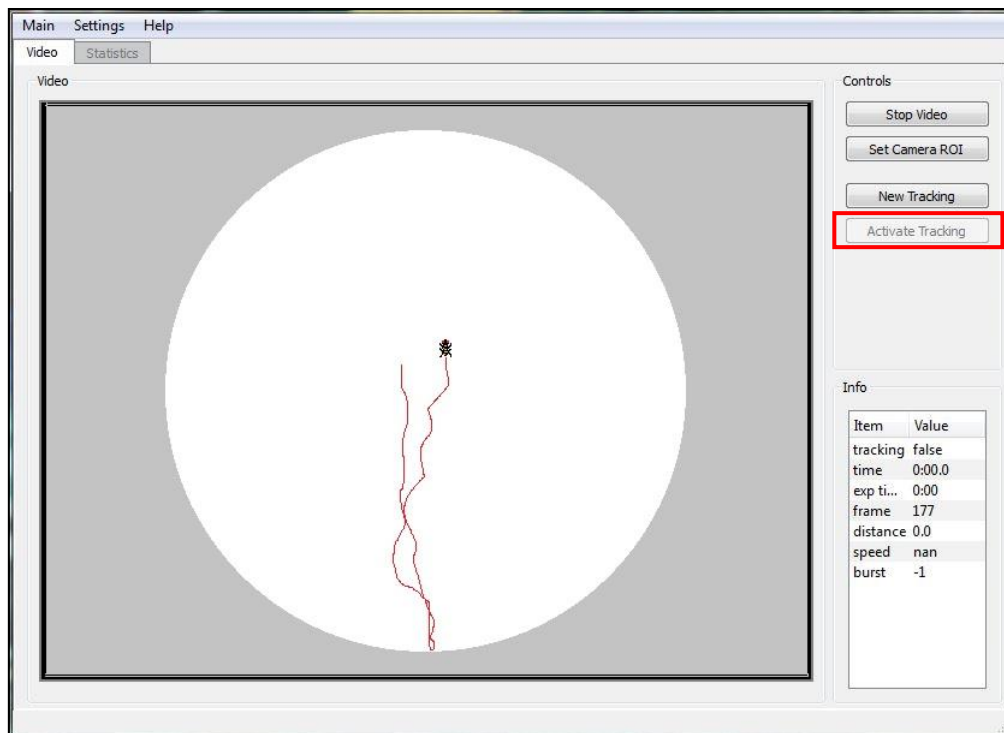 Main Settings Help
Video Statistics
Video
Controls
Stop Video
Set Camera ROI
New Tracking
Activate Tracking
Info
Item Value
tracking false
time 0:00.0
exp ti... 0:00
frame 177
distance 0.0
speed nan
burst -1